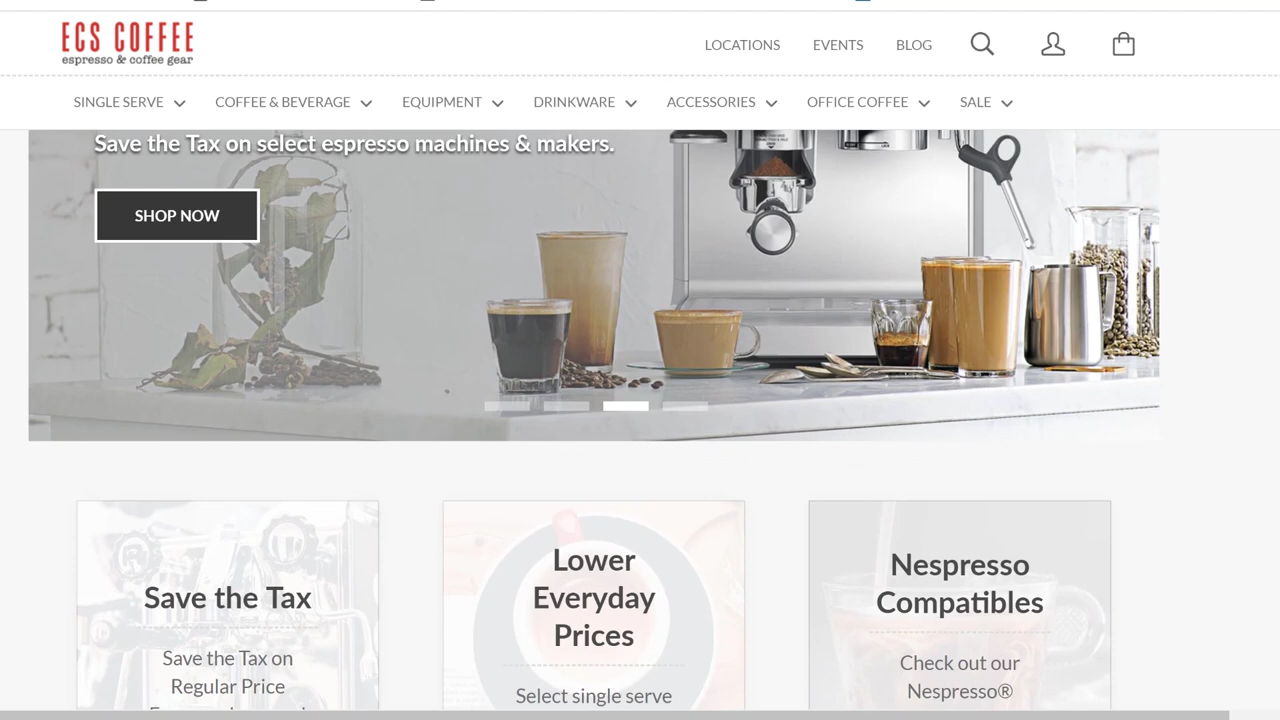 ECS COFFEE
espresso & coffee gear
LOCATIONS EVENTS BLOG
SINGLE SERVE COFFEE & BEVERAGE EQUIPMENT DRINKWARE ACCESSORIES OFFICE COFFEE SALE
Save the Tax on select espresso machines & makers.
SHOP NOW
Save the Tax
Save the Tax on
Regular Price
Lower
Everyday
Prices
Select single serve
Nespresso
Compatibles
Check out our
Nespresso®